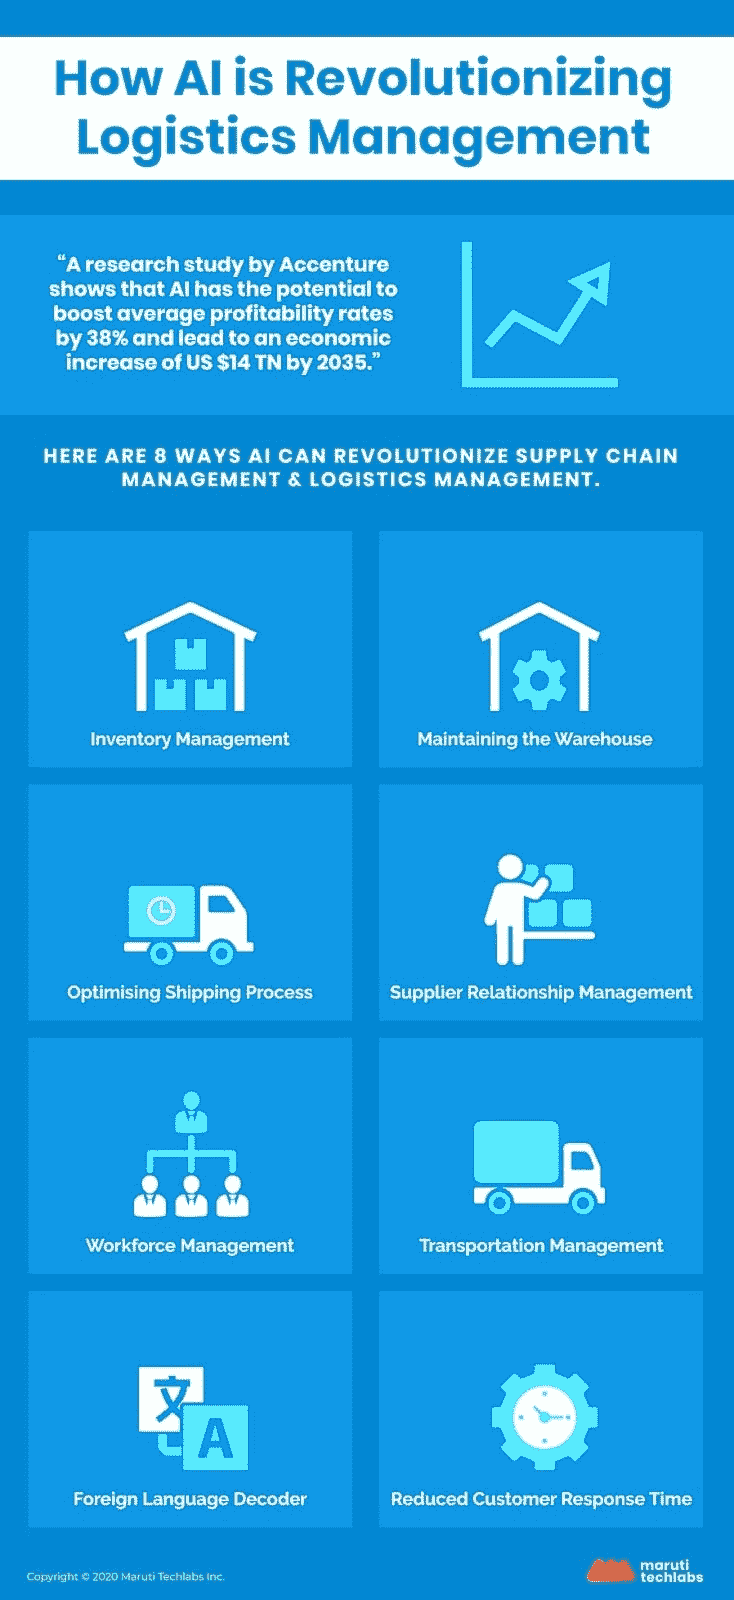 How AI is Revolutionizing
Logistics Management
“A research study by Accenture
shows that AI has the potential to
boost average profitability rates
by 38% and lead to an economic
increase of US $14 TN by 2035.”
HERE ARE 8 WAYS AI CAN REVOLUTIONIZE SUPPLY CHAIN
MANAGEMENT & LOGISTICS MANAGEMENT.
Inventory Management
Maintaining the Warehouse
Optimising Shipping Process
Supplier Relationship Management
Workforce Management
Transportation Management
文
A
Foreign Language Decoder
Reduced Customer Response Time
Copyright © 2020 Maruti Techlabs Inc.
maruti
techlabs